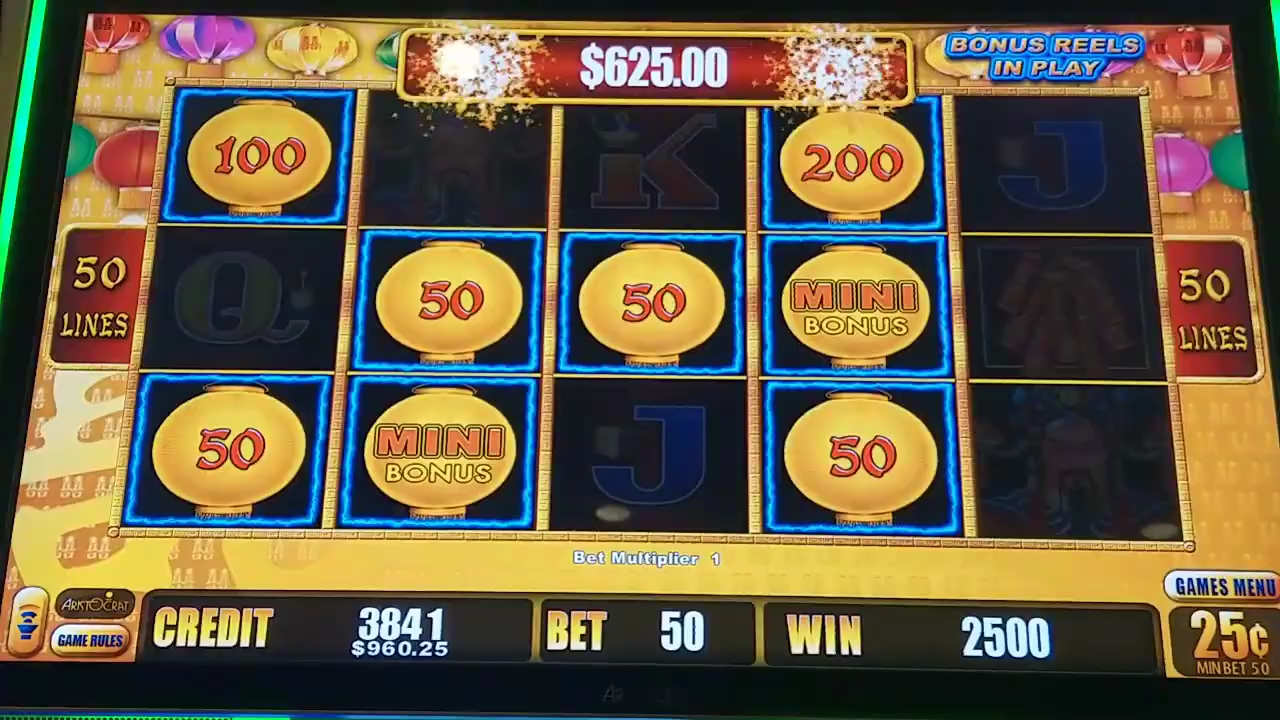 $625.00
BONUS REELS
IN PLAY
100
K
200
J
50
LINES
Q
50
50
MINI
BONUS
50
LINES
50
MINI
BONUS
J
50
Bet Multiplier 1
GAMES MENU
ARISTOCRAT
GAME RULES
CREDIT
3841
$960.25
BET 50
WIN 2500
25¢
MIN BET 50